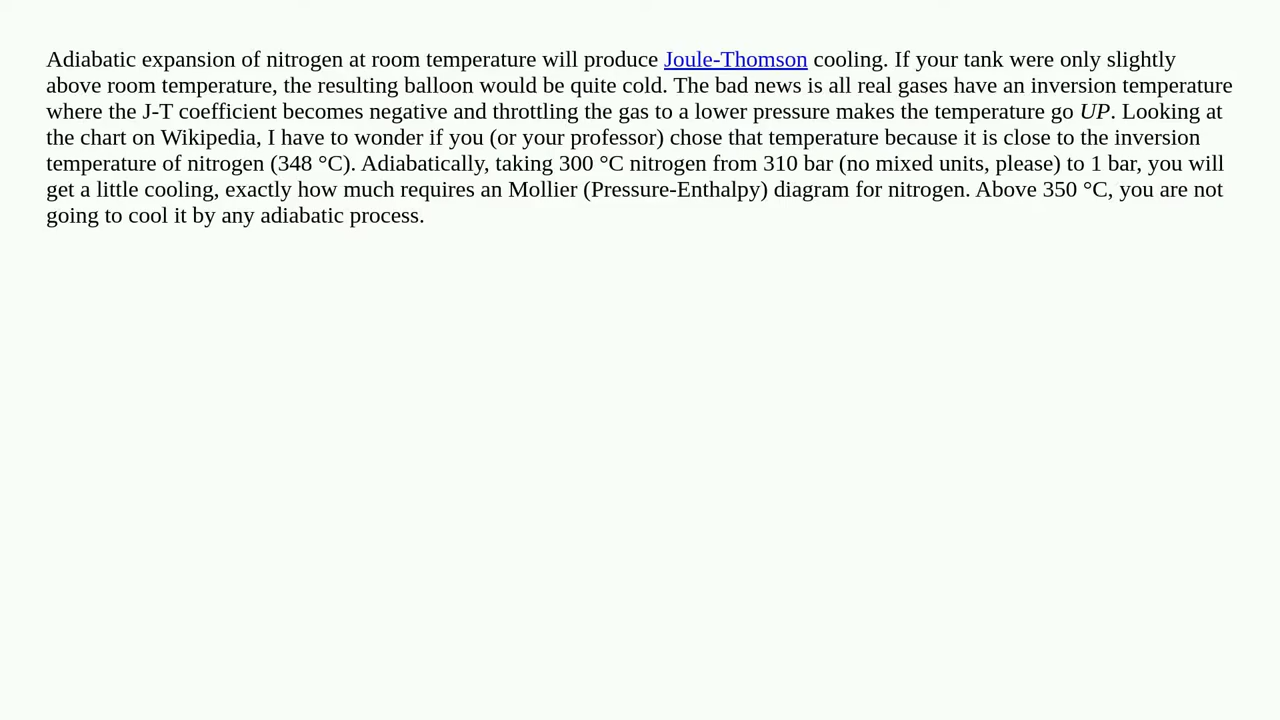 Adiabatic expansion of nitrogen at room temperature will produce Joule-Thomson cooling. If your tank were only slightly
above room temperature, the resulting balloon would be quite cold. The bad news is all real gases have an inversion temperature
where the J-T coefficient becomes negative and throttling the gas to a lower pressure makes the temperature go UP. Looking at
the chart on Wikipedia, I have to wonder if you (or your professor) chose that temperature because it is close to the inversion
temperature of nitrogen (348 °C). Adiabatically, taking 300 °C nitrogen from 310 bar (no mixed units, please) to 1 bar, you will
get a little cooling, exactly how much requires an Mollier (Pressure-Enthalpy) diagram for nitrogen. Above 350 °C, you are not
going to cool it by any adiabatic process.